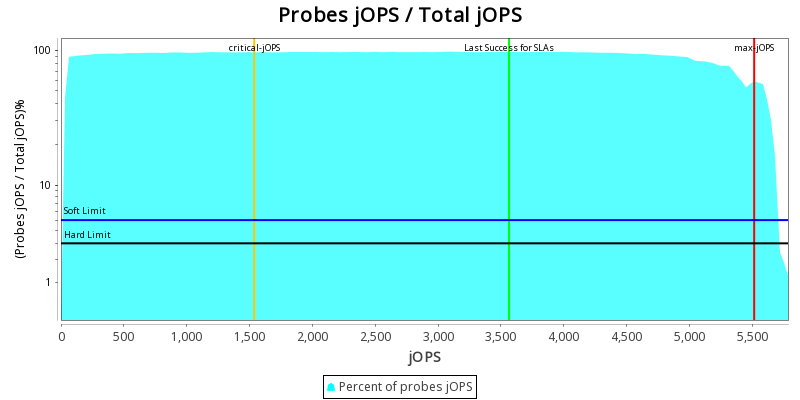 Probes jOPS / Total jOPS
(Probes jOPS / Total jOPS)%
100
10
1
critical-jOPS
Last Success for SLAs
max-jOPS
Soft Limit
Hard Limit
0 500 1,000 1,500 2,000 2,500 3,000 3,500 4,000 4,500 5,000 5,500
jOPS
Percent of probes jOPS